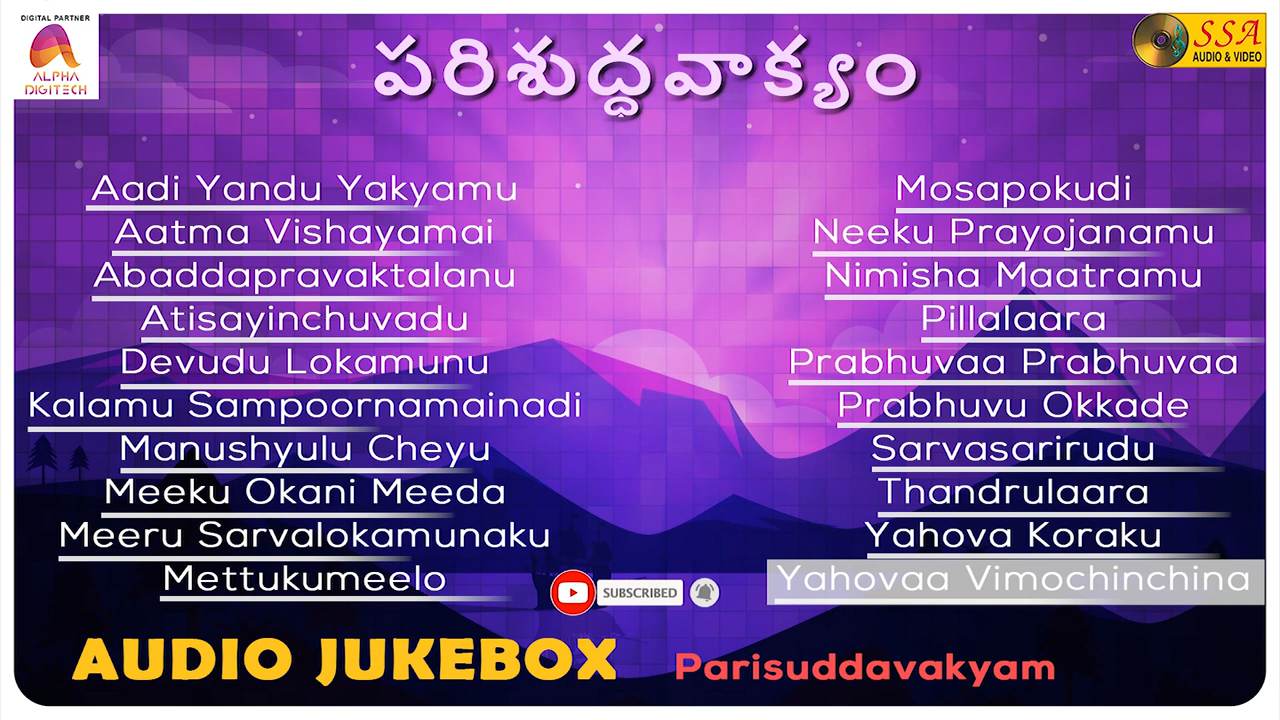 DIGITAL PARTNER
ALPHA
DIGITECH
పరిశుద్ధవాక్యం
SSA
AUDIO & VIDEO
Aadi Yandu Yakyamu
Aatma Vishayamai
Abaddapravaktalanu
Atisayinchuvadu
Devudu Lokamunu
Kalamu Sampoornamainadi
Manushyulu Cheyu
Meeku Okani Meeda
Meeru Sarvalokamunaku
Mettukumeelo
Mosapokudi
Neeku Prayojanamu
Nimisha Maatramu
Pillalaara
Prabhuvaa Prabhuvaa
Prabhuvu Okkade
Sarvasarirudu
Thandrulaara
Yahova Koraku
Yahovaa Vimochinchina
SUBSCRIBED
AUDIO JUKEBOX
Parisuddavakyam